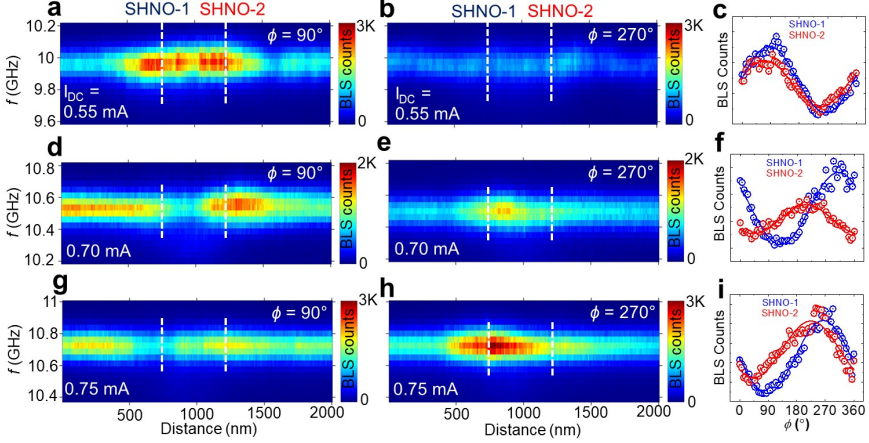 a SHNO-1 SHNO-2 3K b SHNO-1 SHNO-2 3K c
10.2
10
9.8
9.6
f (GHz)
ϕ = 90°
I_DC =
0.55 mA
BLS counts
0
ϕ = 270°
I_DC =
0.55 mA
BLS counts
0
SHNO-1
SHNO-2
BLS Counts
d 2K e 2K f
10.8
10.6
10.4
10.2
f (GHz)
ϕ = 90°
0.70 mA
BLS counts
0
ϕ = 270°
0.70 mA
BLS counts
0
SHNO-1
SHNO-2
BLS Counts
g 3K h 3K i
11
10.8
10.6
10.4
f (GHz)
ϕ = 90°
0.75 mA
BLS counts
0
500 1000 1500 2000
Distance (nm)
ϕ = 270°
0.75 mA
BLS counts
0
500 1000 1500 2000
Distance (nm)
SHNO-1
SHNO-2
BLS Counts
0 90 180 270 360
ϕ (°)